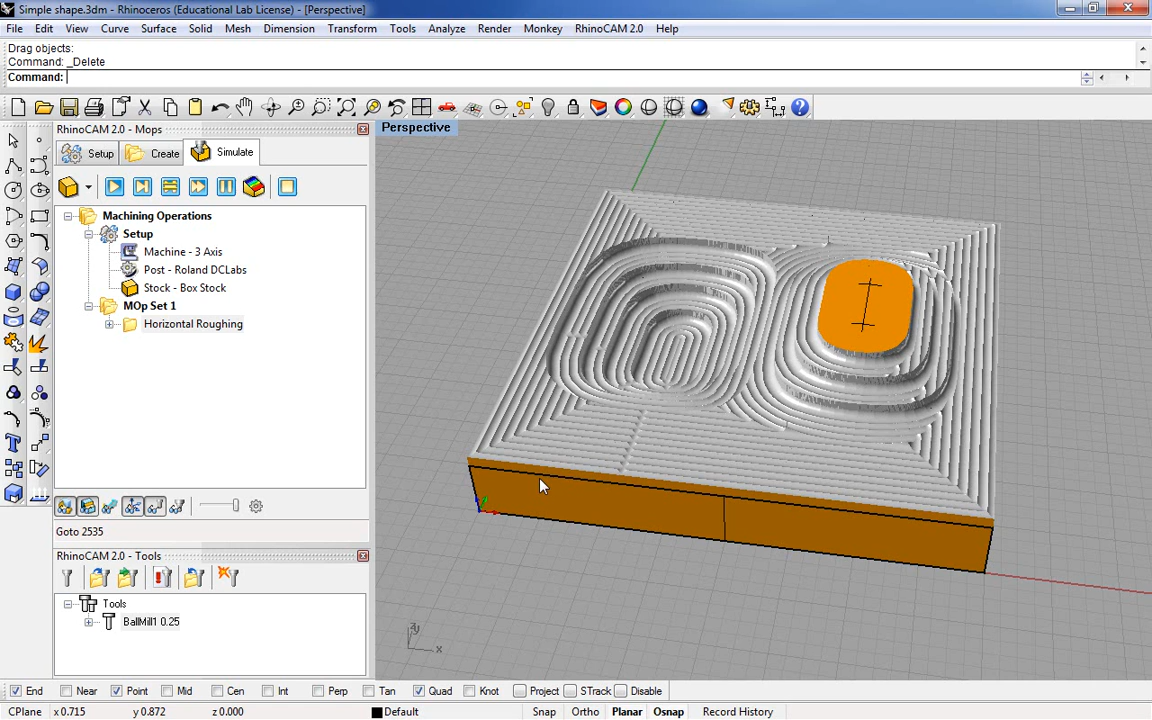 Simple shape.3dm - Rhinoceros (Educational Lab License) - [Perspective]
File Edit View Curve Surface Solid Mesh Dimension Transform Tools Analyze Render Monkey RhinoCAM 2.0 Help
Drag objects:
Command: _Delete
Command:
RhinoCAM 2.0 - Mops
Perspective
Setup Create Simulate
Machining Operations
Setup
Machine - 3 Axis
Post - Roland DCLabs
Stock - Box Stock
MOp Set 1
Horizontal Roughing
Goto 2535
RhinoCAM 2.0 - Tools
Tools
BallMill1 0.25
zy
x
End Near Point Mid Cen Int Perp Tan Quad Knot Project STrack Disable
CPlane x 0.715 y 0.872 z 0.000 Default Snap Ortho Planar Osnap Record History